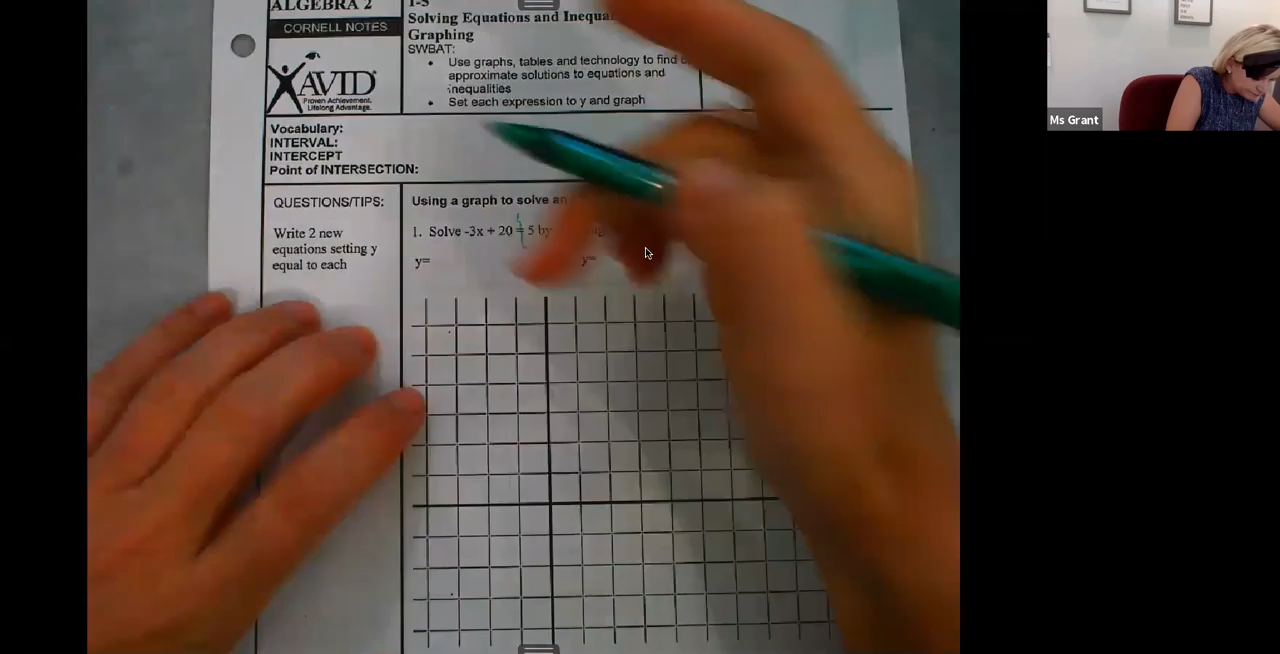 ALGEBRA 2
CORNELL NOTES
AVID
Proven Achievement.
Lifelong Advantage.
1-5
Solving Equations and
Graphing
SWBAT:
• Use graphs, tables and technology to find
approximate solutions to equations and
inequalities
• Set each expression to y and graph
Vocabulary:
INTERVAL:
INTERCEPT
Point of INTERSECTION:
QUESTIONS/TIPS:
Write 2 new
equations setting y
equal to each
Using a graph to solve an
1. Solve -3x + 20 = 5 by
y=
y=
Ms Grant